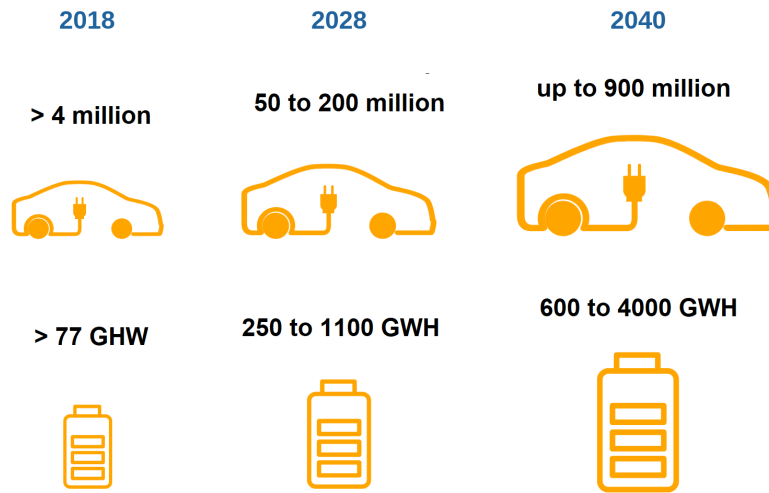 2018
2028
2040
> 4 million
50 to 200 million
up to 900 million
> 77 GHW
250 to 1100 GWH
600 to 4000 GWH